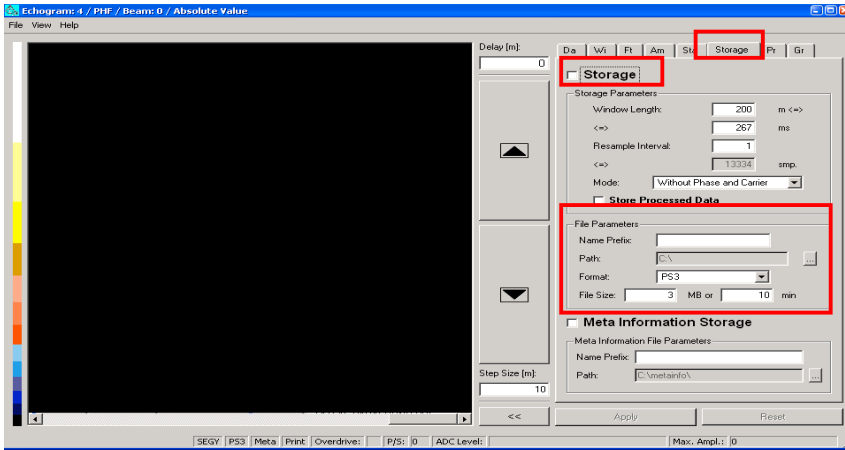 Echogram: 4 / PHF / Beam: 0 / Absolute Value
File View Help
Delay [m]:
0
Da Wi Ft Am Sta Storage Pr Gr
Storage
Storage Parameters
Window Length: 200 m <=>
<=> 267 ms
Resample Interval: 1
<=> 13334 smp.
Mode: Without Phase and Carrier
Store Processed Data
File Parameters
Name Prefix:
Path: C:\ ...
Format: PS3
File Size: 3 MB or 10 min
Meta Information Storage
Meta Information File Parameters
Name Prefix:
Path: C:\metainfo\ ...
Step Size [m]:
10
<< Apply Reset
SEGY PS3 Meta Print Overdrive: P/S: 0 ADC Level: Max. Ampl.: 0